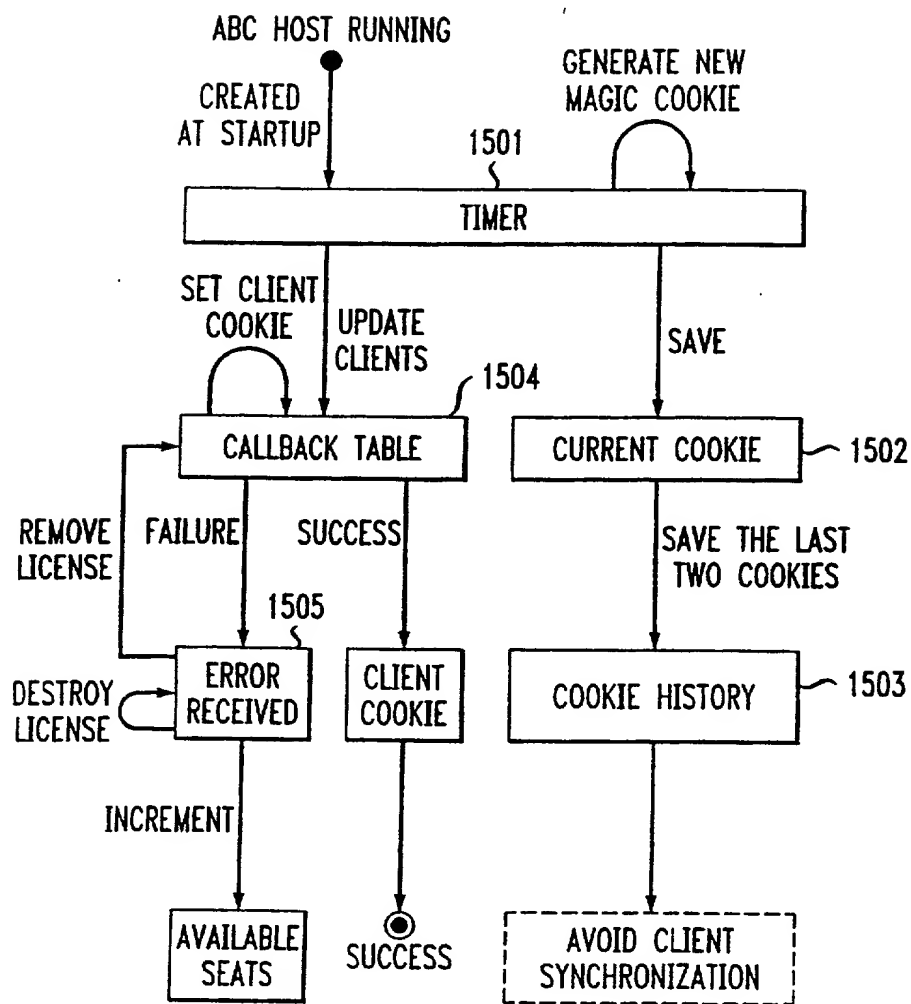 ABC HOST RUNNING
CREATED
AT STARTUP
GENERATE NEW
MAGIC COOKIE
1501
TIMER
SET CLIENT
COOKIE
UPDATE
CLIENTS
SAVE
1504
CALLBACK TABLE
CURRENT COOKIE
1502
REMOVE
LICENSE
FAILURE
SUCCESS
SAVE THE LAST
TWO COOKIES
1505
ERROR
RECEIVED
CLIENT
COOKIE
COOKIE HISTORY
1503
DESTROY
LICENSE
INCREMENT
AVAILABLE
SEATS
SUCCESS
AVOID CLIENT
SYNCHRONIZATION